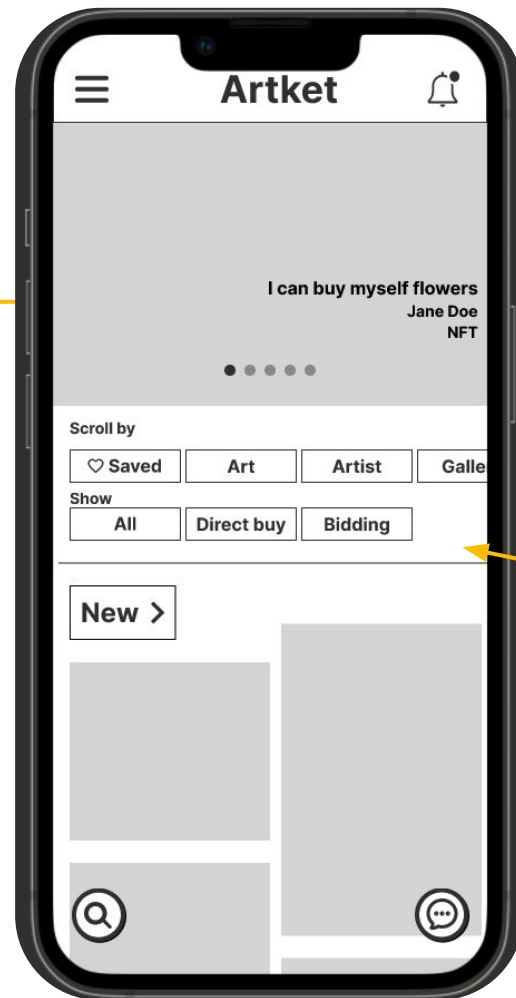 Artket
I can buy myself flowers
Jane Doe
NFT
Scroll by
Saved
Art
Artist
Galle
Show
All
Direct buy
Bidding
New >